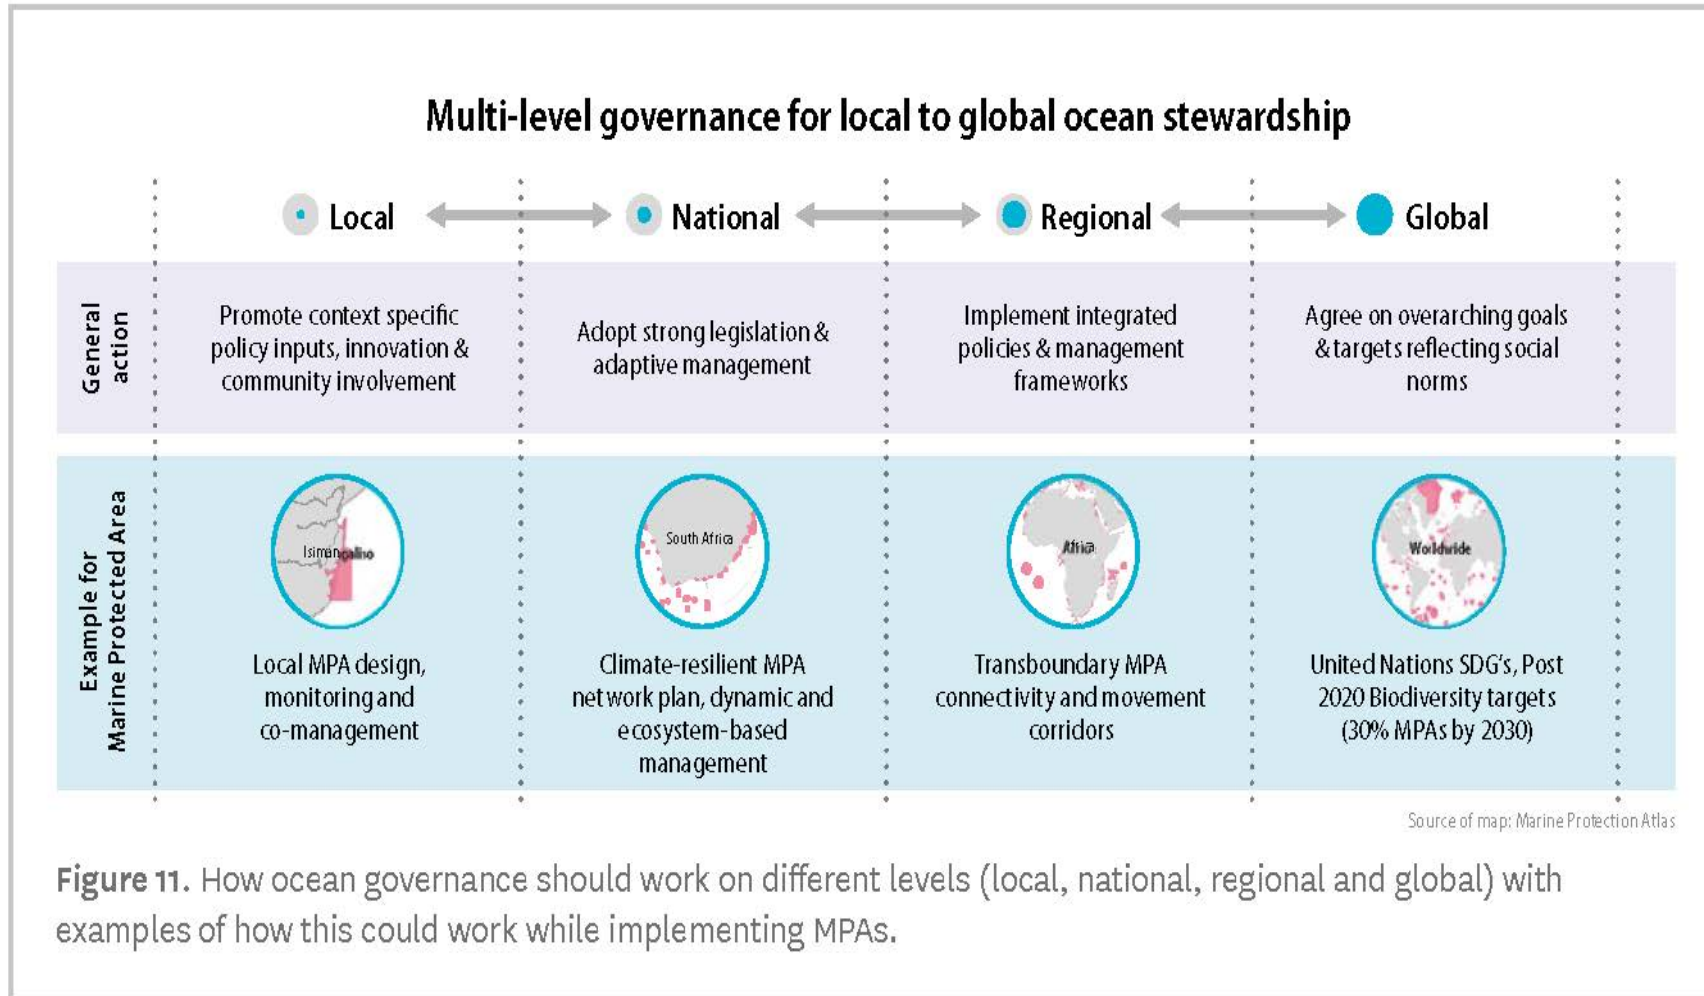 Multi-level governance for local to global ocean stewardship
Local
National
Regional
Global
General
action
Promote context specific
policy inputs, innovation &
community involvement
Adopt strong legislation &
adaptive management
Implement integrated
policies & management
frameworks
Agree on overarching goals
& targets reflecting social
norms
Example for
Marine Protected Area
Isimangalino
South Africa
Africa
Worldwide
Local MPA design,
monitoring and
co-management
Climate-resilient MPA
network plan, dynamic and
ecosystem-based
management
Transboundary MPA
connectivity and movement
corridors
United Nations SDG's, Post
2020 Biodiversity targets
(30% MPAs by 2030)
Source of map: Marine Protection Atlas
Figure 11. How ocean governance should work on different levels (local, national, regional and global) with
examples of how this could work while implementing MPAs.